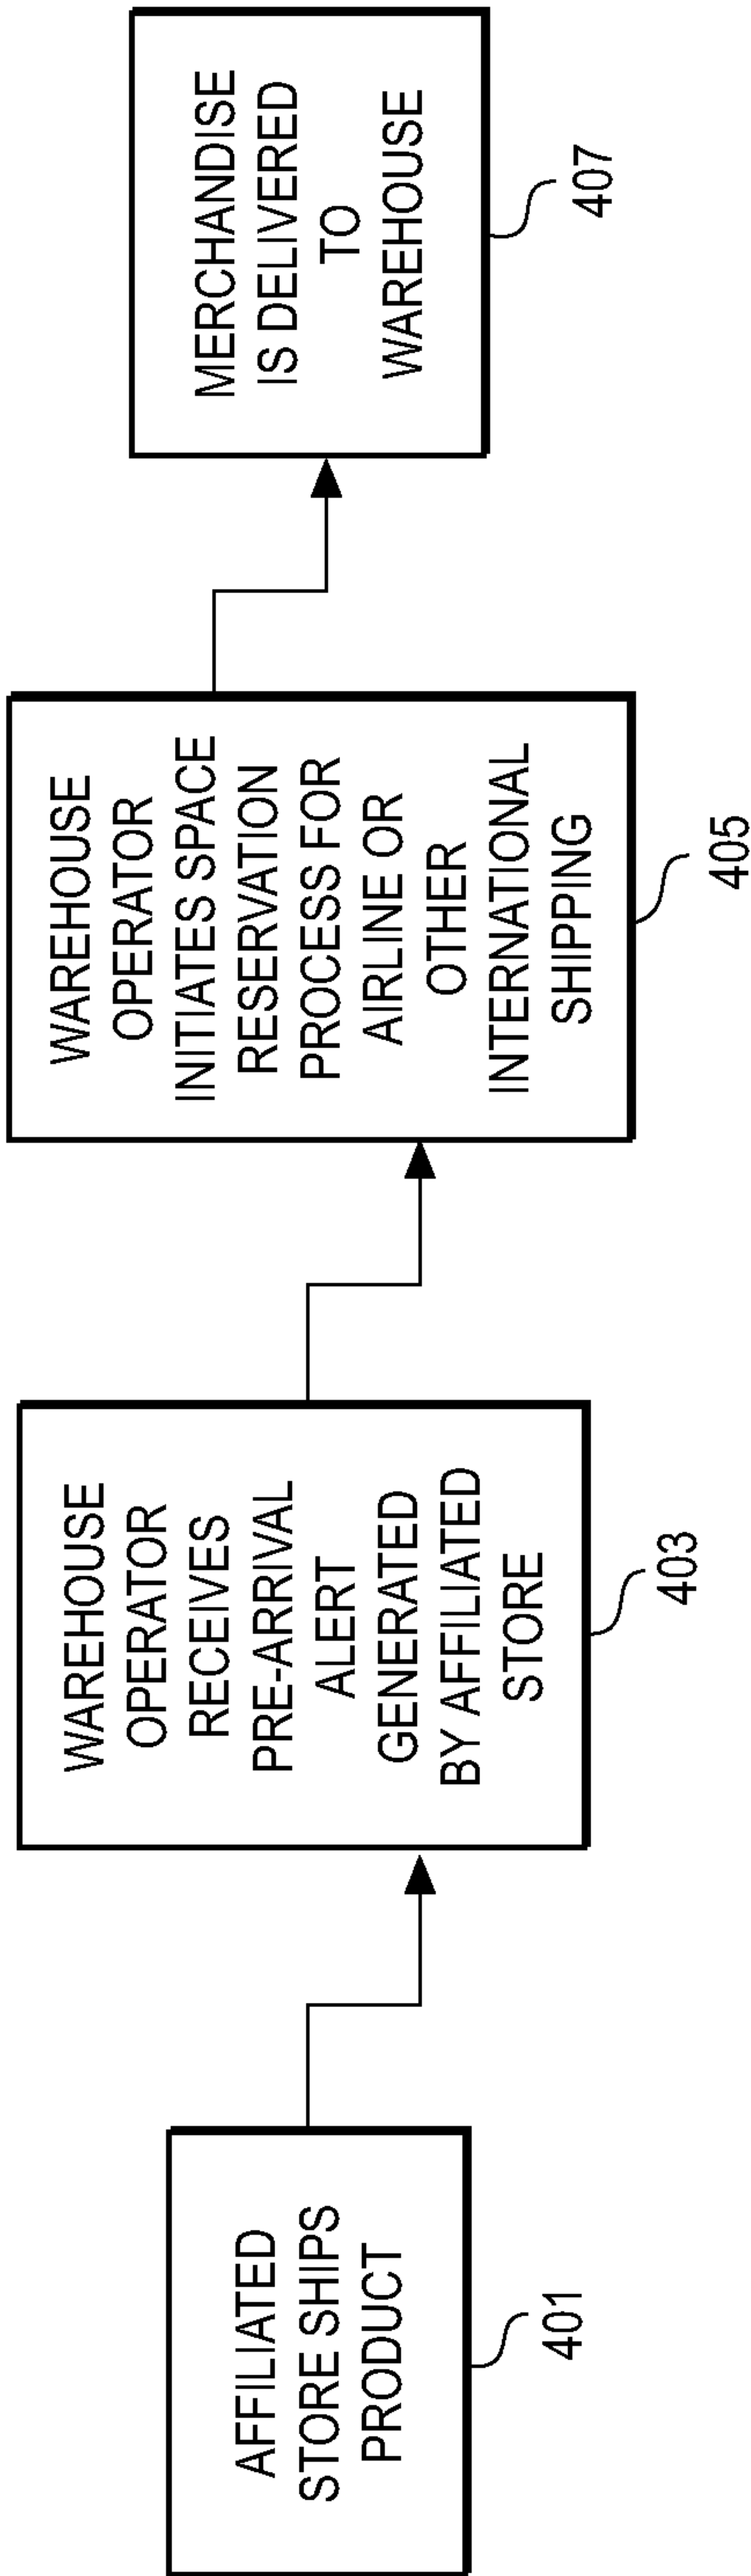 AFFILIATED
STORE SHIPS
PRODUCT
401
WAREHOUSE
OPERATOR
RECEIVES
PRE-ARRIVAL
ALERT
GENERATED
BY AFFILIATED
STORE
403
WAREHOUSE
OPERATOR
INITIATES SPACE
RESERVATION
PROCESS FOR
AIRLINE OR
OTHER
INTERNATIONAL
SHIPPING
405
MERCHANDISE
IS DELIVERED
TO
WAREHOUSE
407